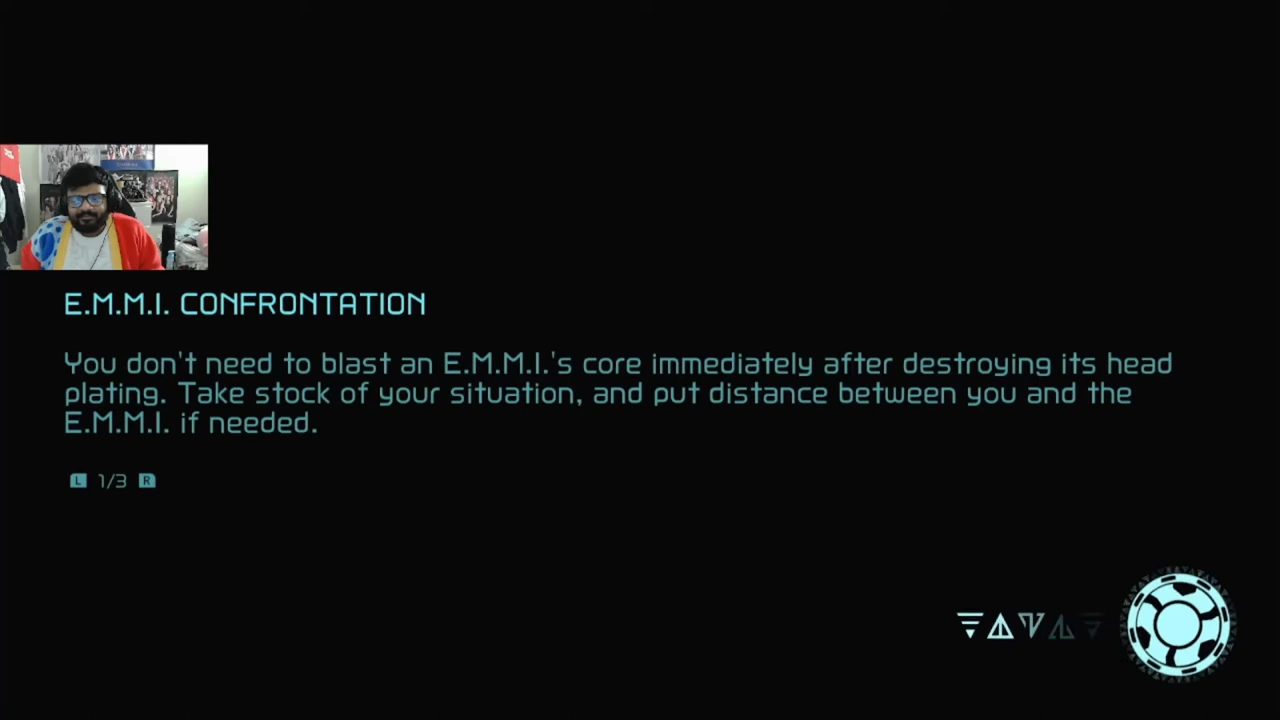 E.M.M.I. CONFRONTATION
You don't need to blast an E.M.M.I.'s core immediately after destroying its head
plating. Take stock of your situation, and put distance between you and the
E.M.M.I. if needed.
L 1/3 R